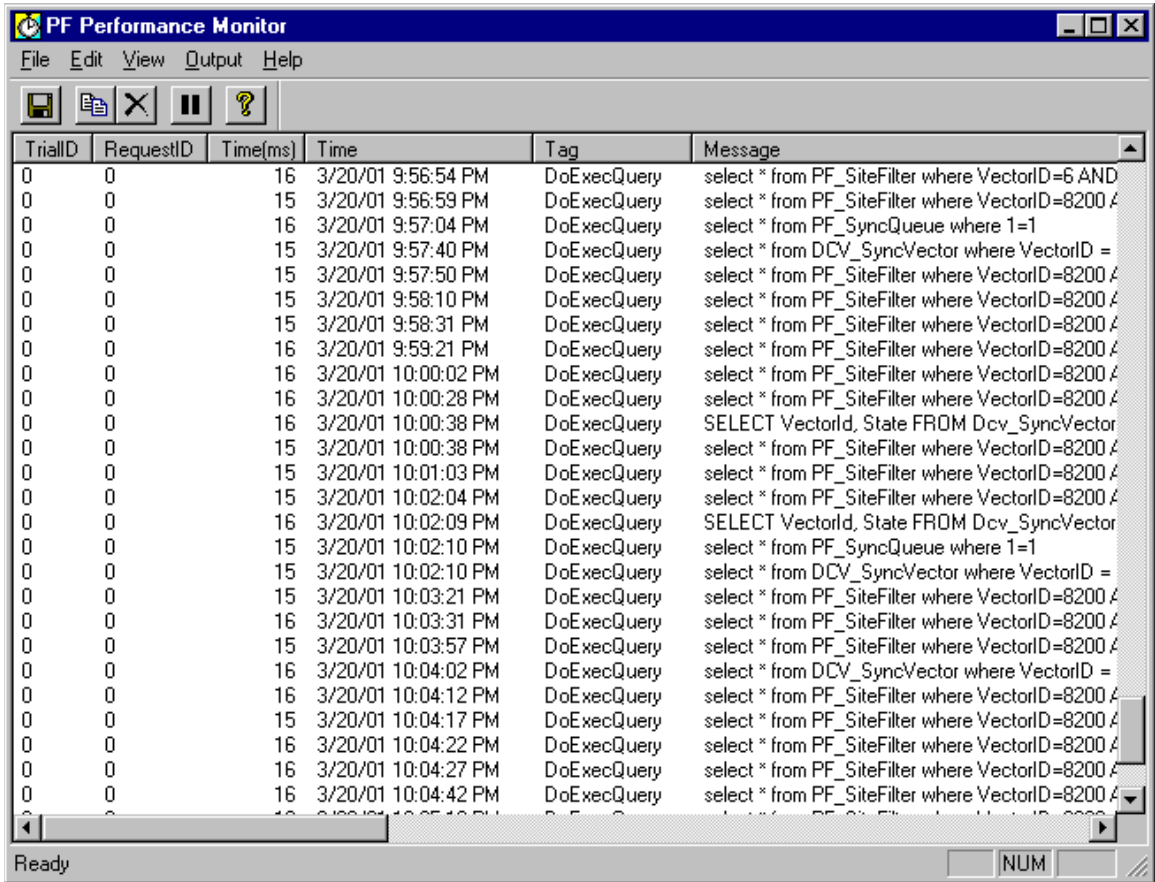 PF Performance Monitor
File Edit View Output Help
TrialID RequestID Time(ms) Time Tag Message
0 0 16 3/20/01 9:56:54 PM DoExecQuery select * from PF_SiteFilter where VectorID=6 AND
0 0 15 3/20/01 9:56:59 PM DoExecQuery select * from PF_SiteFilter where VectorID=8200 A
0 0 16 3/20/01 9:57:04 PM DoExecQuery select * from PF_SyncQueue where 1=1
0 0 16 3/20/01 9:57:40 PM DoExecQuery select * from DCV_SyncVector where VectorID =
0 0 15 3/20/01 9:57:50 PM DoExecQuery select * from PF_SiteFilter where VectorID=8200 A
0 0 15 3/20/01 9:58:10 PM DoExecQuery select * from PF_SiteFilter where VectorID=8200 A
0 0 15 3/20/01 9:58:31 PM DoExecQuery select * from PF_SiteFilter where VectorID=8200 A
0 0 16 3/20/01 9:59:21 PM DoExecQuery select * from PF_SiteFilter where VectorID=8200 A
0 0 16 3/20/01 10:00:02 PM DoExecQuery select * from PF_SiteFilter where VectorID=8200 A
0 0 16 3/20/01 10:00:28 PM DoExecQuery select * from PF_SiteFilter where VectorID=8200 A
0 0 16 3/20/01 10:00:38 PM DoExecQuery SELECT VectorId, State FROM Dcv_SyncVector
0 0 15 3/20/01 10:00:38 PM DoExecQuery select * from PF_SiteFilter where VectorID=8200 A
0 0 15 3/20/01 10:01:03 PM DoExecQuery select * from PF_SiteFilter where VectorID=8200 A
0 0 15 3/20/01 10:02:04 PM DoExecQuery select * from PF_SiteFilter where VectorID=8200 A
0 0 16 3/20/01 10:02:09 PM DoExecQuery SELECT VectorId, State FROM Dcv_SyncVector
0 0 15 3/20/01 10:02:10 PM DoExecQuery select * from PF_SyncQueue where 1=1
0 0 15 3/20/01 10:02:10 PM DoExecQuery select * from DCV_SyncVector where VectorID =
0 0 15 3/20/01 10:03:21 PM DoExecQuery select * from PF_SiteFilter where VectorID=8200 A
0 0 16 3/20/01 10:03:31 PM DoExecQuery select * from PF_SiteFilter where VectorID=8200 A
0 0 15 3/20/01 10:03:57 PM DoExecQuery select * from PF_SiteFilter where VectorID=8200 A
0 0 16 3/20/01 10:04:02 PM DoExecQuery select * from DCV_SyncVector where VectorID =
0 0 16 3/20/01 10:04:12 PM DoExecQuery select * from PF_SiteFilter where VectorID=8200 A
0 0 15 3/20/01 10:04:17 PM DoExecQuery select * from PF_SiteFilter where VectorID=8200 A
0 0 16 3/20/01 10:04:22 PM DoExecQuery select * from PF_SiteFilter where VectorID=8200 A
0 0 16 3/20/01 10:04:27 PM DoExecQuery select * from PF_SiteFilter where VectorID=8200 A
0 0 16 3/20/01 10:04:42 PM DoExecQuery select * from PF_SiteFilter where VectorID=8200 A
Ready NUM